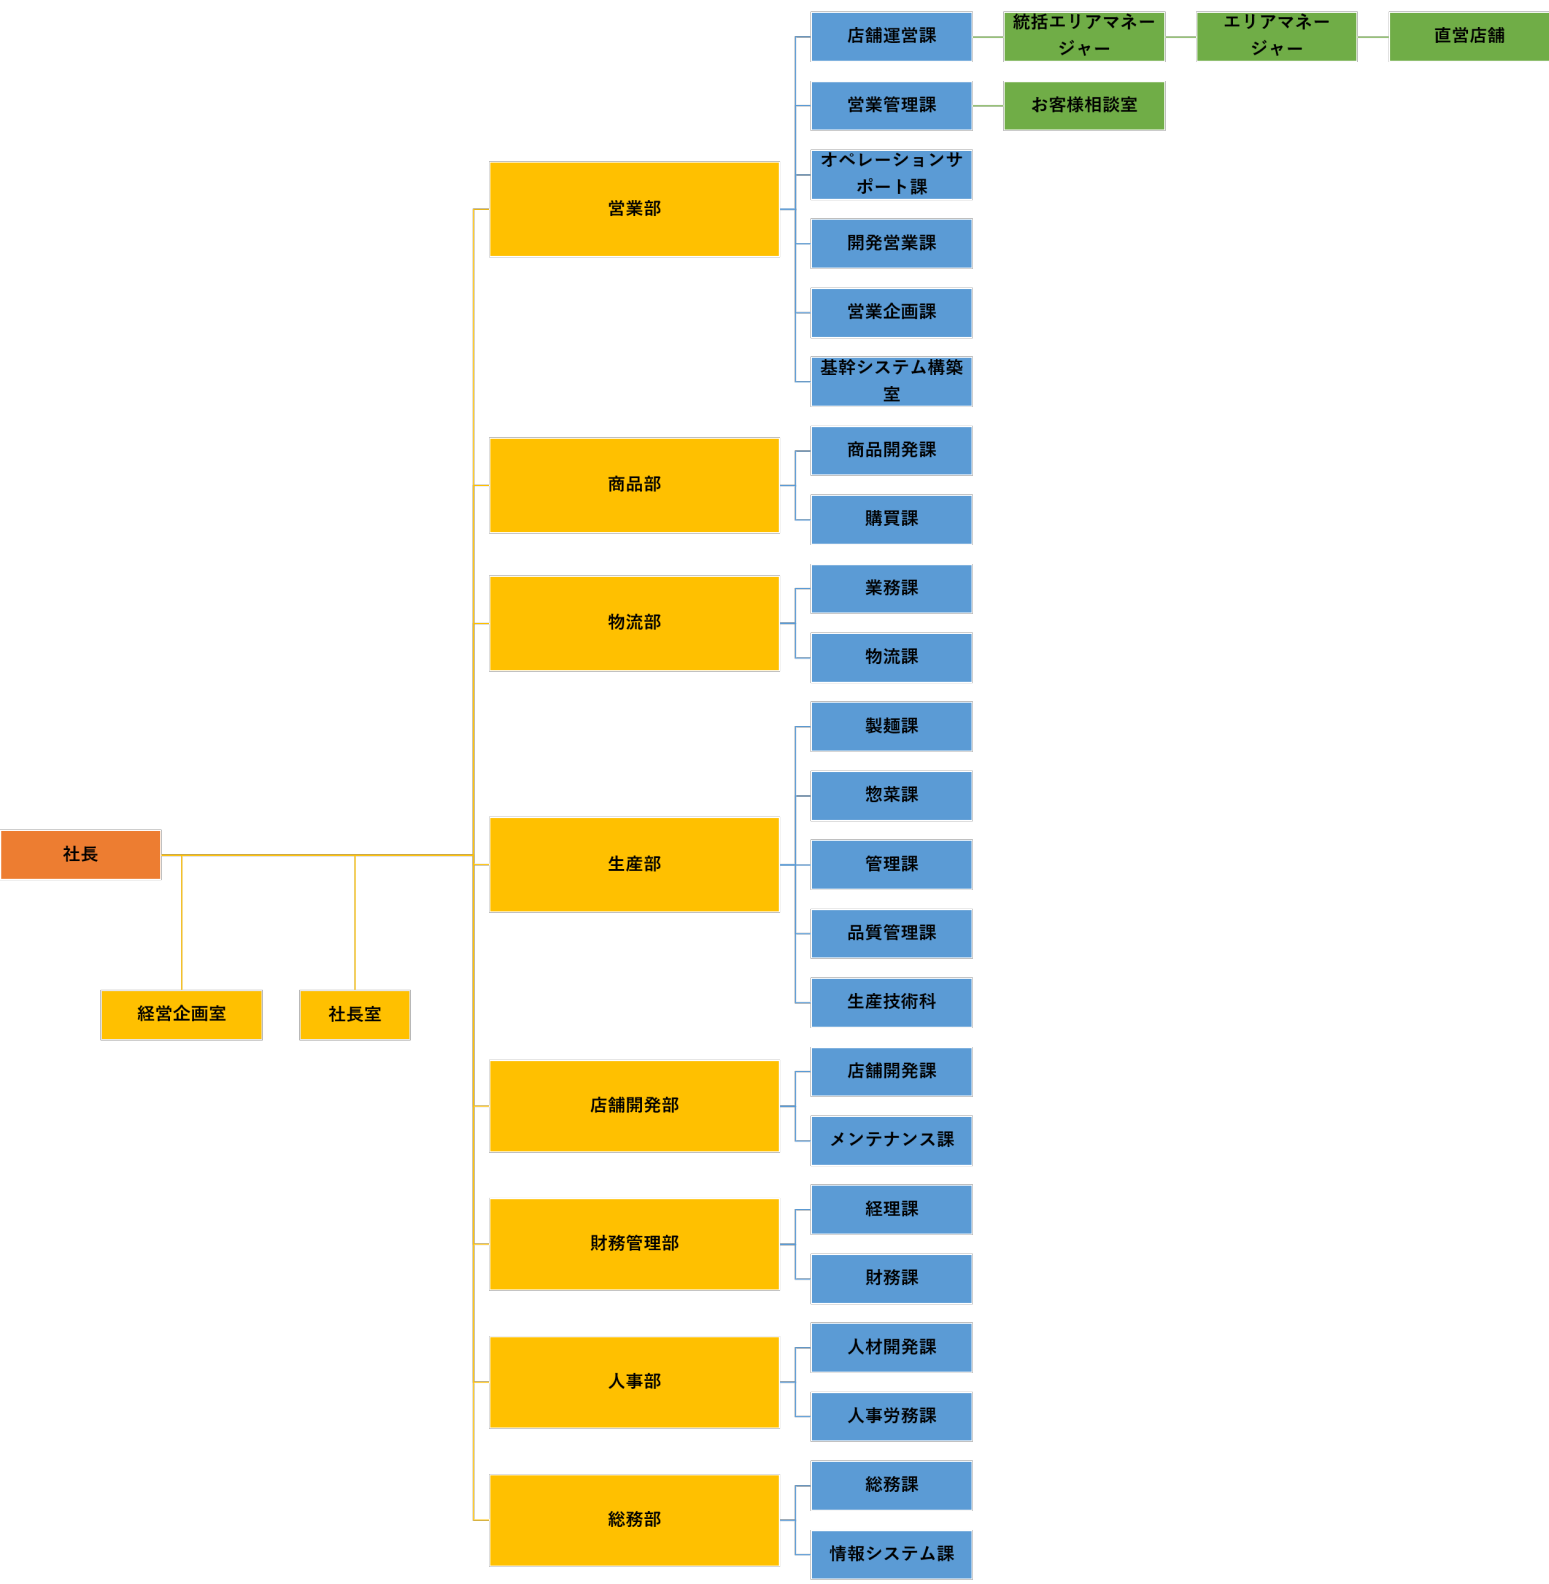 店舗運営課
統括エリアマネー
ジャー
エリアマネー
ジャー
直営店舗
営業管理課
お客様相談室
オペレーションサ
ポート課
営業部
開発営業課
営業企画課
基幹システム構築
室
商品開発課
商品部
購買課
業務課
物流部
物流課
製麺課
惣菜課
社長
生産部
管理課
品質管理課
生産技術科
経営企画室
社長室
店舗開発課
店舗開発部
メンテナンス課
経理課
財務管理部
財務課
人材開発課
人事部
人事労務課
総務課
総務部
情報システム課